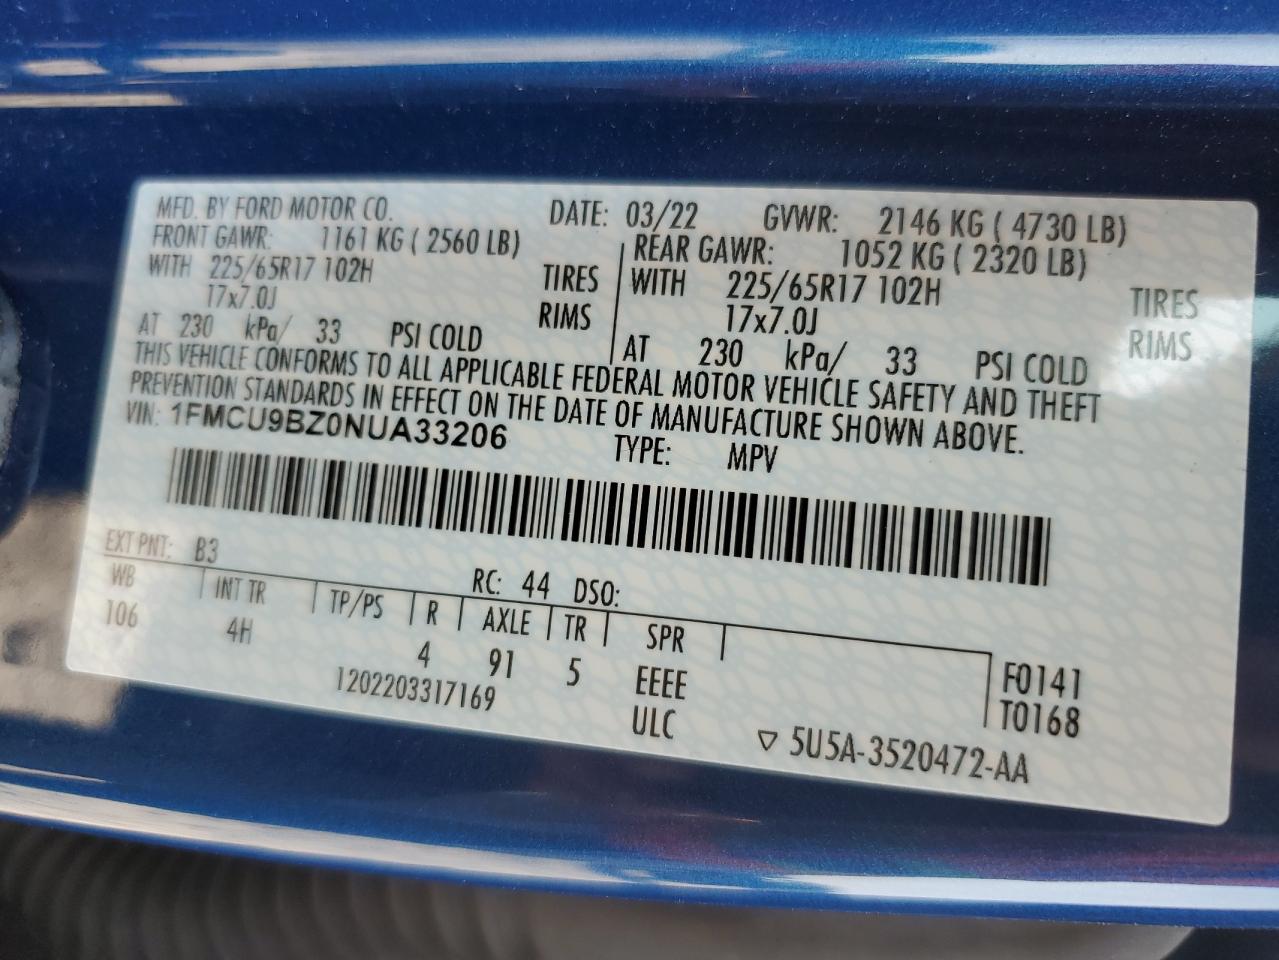 MFD. BY FORD MOTOR CO. DATE: 03/22 GVWR: 2146 KG ( 4730 LB)
FRONT GAWR: 1161 KG ( 2560 LB) REAR GAWR: 1052 KG ( 2320 LB)
WITH 225/65R17 102H TIRES WITH 225/65R17 102H TIRES
17x7.0J RIMS 17x7.0J RIMS
AT 230 kPa/ 33 PSI COLD AT 230 kPa/ 33 PSI COLD
THIS VEHICLE CONFORMS TO ALL APPLICABLE FEDERAL MOTOR VEHICLE SAFETY AND THEFT
PREVENTION STANDARDS IN EFFECT ON THE DATE OF MANUFACTURE SHOWN ABOVE.
VIN: 1FMCU9BZ0NUA33206 TYPE: MPV
EXT PNT: B3 RC: 44 DSO:
WB INT TR TP/PS R AXLE TR SPR
106 4H 4 91 5 EEEE F0141
1202203317169 ULC T0168
▽ 5U5A-3520472-AA